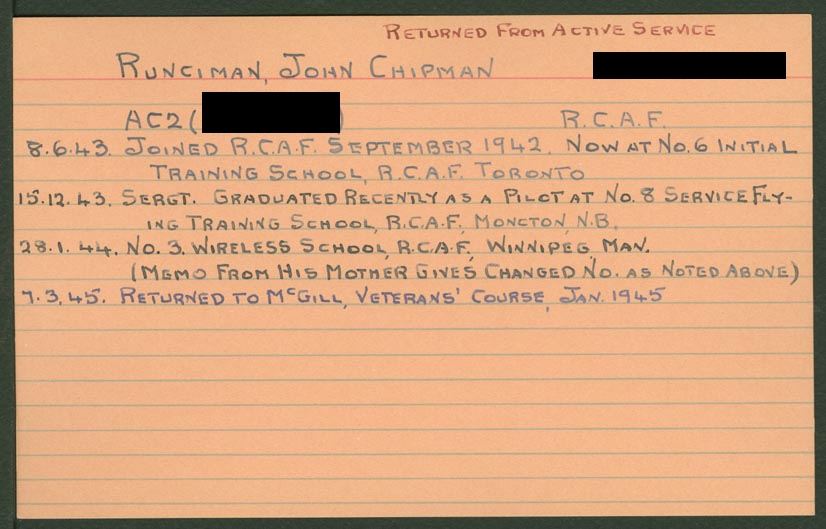 RETURNED FROM ACTIVE SERVICE
RUNCIMAN, JOHN CHIPMAN
AC2 ( ) R.C.A.F.
8.6.43. JOINED R.C.A.F. SEPTEMBER 1942. NOW AT NO. 6 INITIAL
TRAINING SCHOOL, R.C.A.F. TORONTO
15.12.43. SERGT. GRADUATED RECENTLY AS A PILOT AT NO. 8 SERVICE FLY-
ING TRAINING SCHOOL, R.C.A.F., MONCTON, N.B.
28.1.44. NO. 3. WIRELESS SCHOOL, R.C.A.F., WINNIPEG, MAN.
(MEMO FROM HIS MOTHER GIVES CHANGED NO. AS NOTED ABOVE)
7.3.45. RETURNED TO MCGILL, VETERANS' COURSE, JAN. 1945